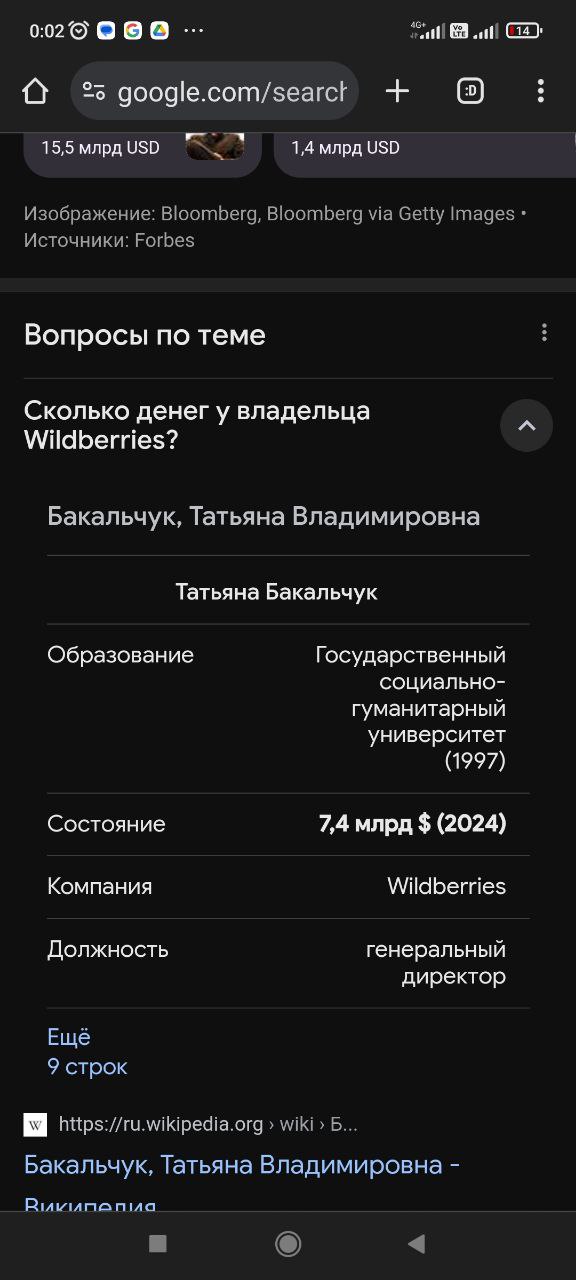 0:02
4G+
Vo
LTE
14
google.com/search
:D
15,5 млрд USD
1,4 млрд USD
Изображение: Bloomberg, Bloomberg via Getty Images •
Источники: Forbes
Вопросы по теме
Сколько денег у владельца
Wildberries?
Бакальчук, Татьяна Владимировна
Татьяна Бакальчук
Образование
Государственный
социально-
гуманитарный
университет
(1997)
Состояние
7,4 млрд $ (2024)
Компания
Wildberries
Должность
генеральный
директор
Ещё
9 строк
W
https://ru.wikipedia.org › wiki › Б...
Бакальчук, Татьяна Владимировна -
Википедия